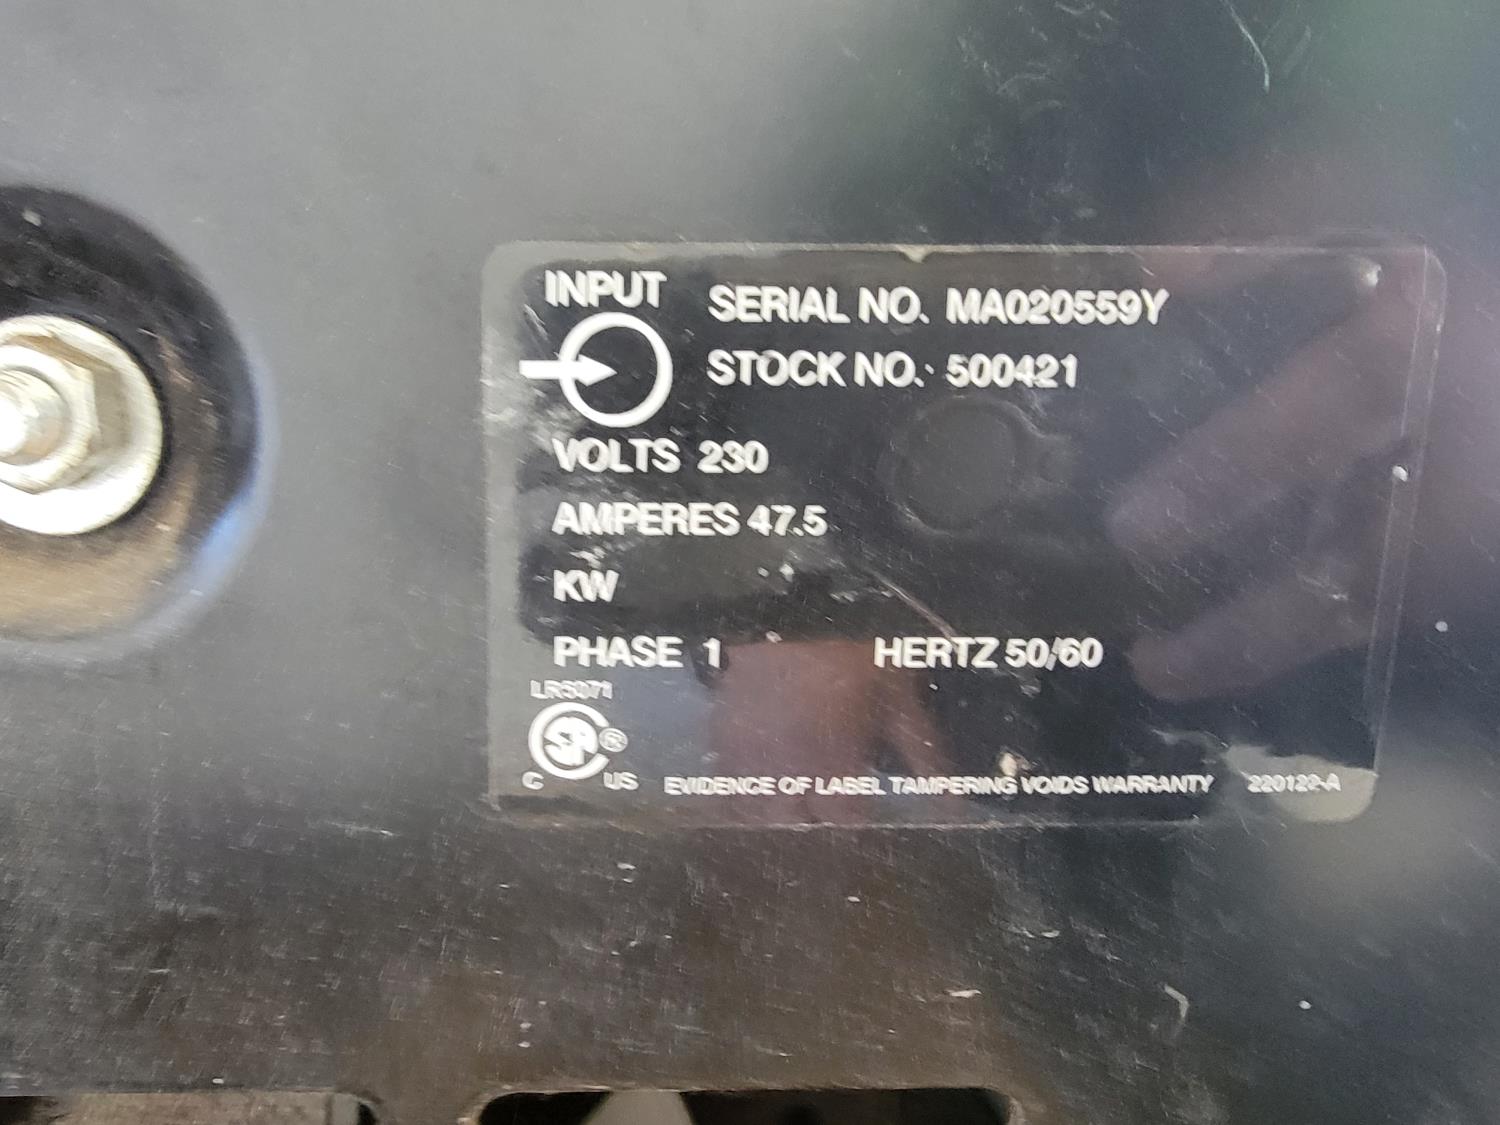 INPUT
SERIAL NO. MA020559Y
STOCK NO. 500421
VOLTS 230
AMPERES 47.5
KW
PHASE 1 HERTZ 50/60
LR5071
SP ®
C US
EVIDENCE OF LABEL TAMPERING VOIDS WARRANTY 220122-A